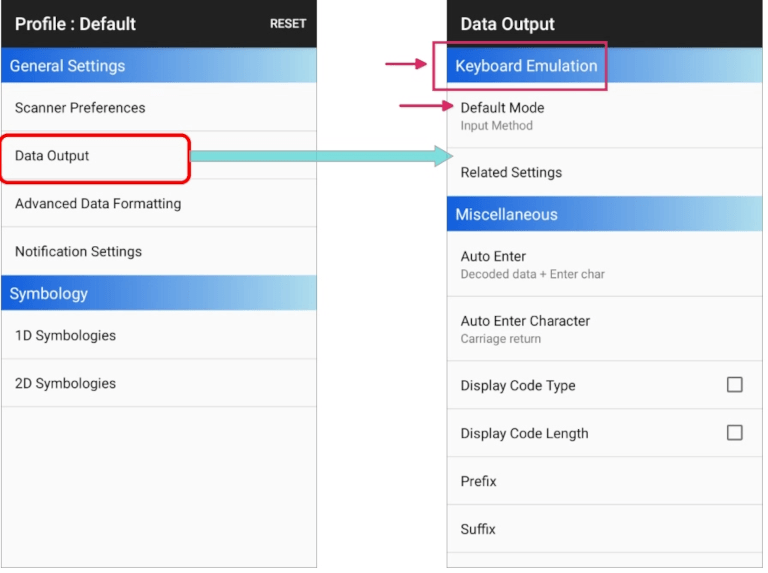 Profile : Default
RESET
General Settings
Scanner Preferences
Data Output
Advanced Data Formatting
Notification Settings
Symbology
1D Symbologies
2D Symbologies
Data Output
Keyboard Emulation
Default Mode
Input Method
Related Settings
Miscellaneous
Auto Enter
Decoded data + Enter char
Auto Enter Character
Carriage return
Display Code Type
Display Code Length
Prefix
Suffix